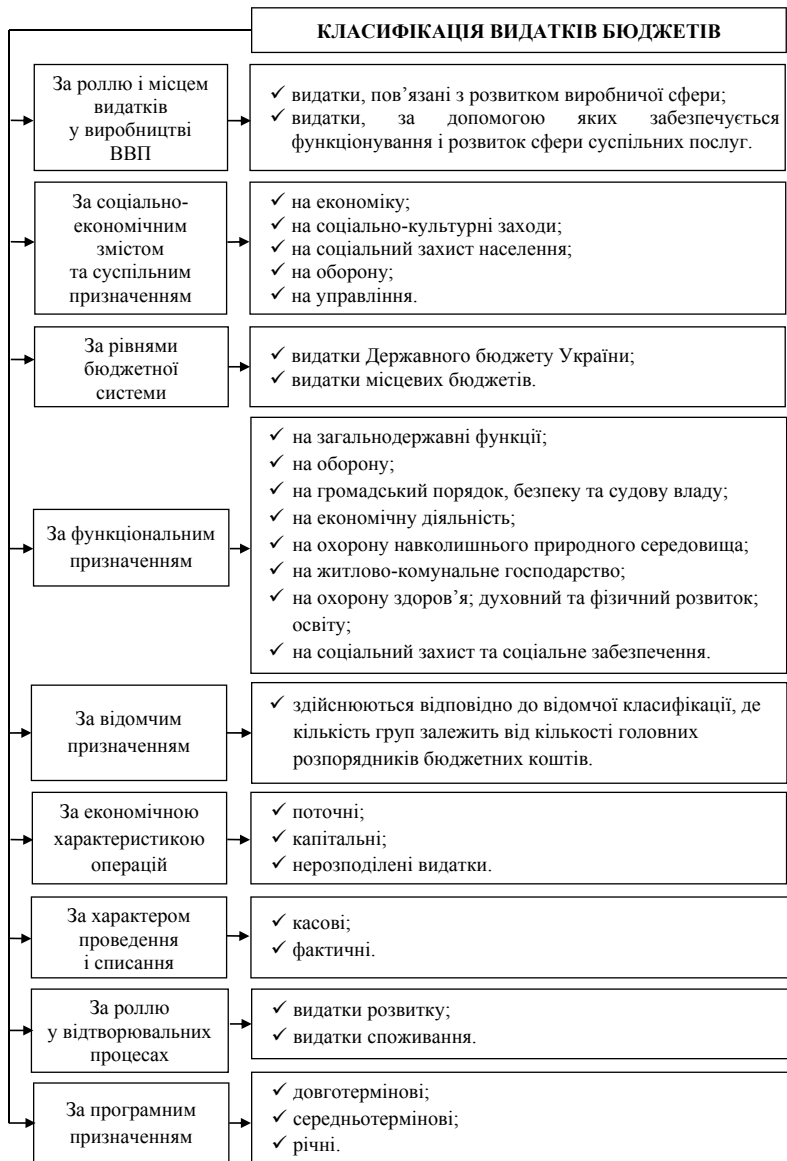 КЛАСИФІКАЦІЯ ВИДАТКІВ БЮДЖЕТІВ
За роллю і місцем
видатків
у виробництві
ВВП
✓ видатки, пов’язані з розвитком виробничої сфери;
✓ видатки, за допомогою яких забезпечується
функціонування і розвиток сфери суспільних послуг.
За соціально-
економічним
змістом
та суспільним
призначенням
✓ на економіку;
✓ на соціально-культурні заходи;
✓ на соціальний захист населення;
✓ на оборону;
✓ на управління.
За рівнями
бюджетної
системи
✓ видатки Державного бюджету України;
✓ видатки місцевих бюджетів.
За функціональним
призначенням
✓ на загальнодержавні функції;
✓ на оборону;
✓ на громадський порядок, безпеку та судову владу;
✓ на економічну діяльність;
✓ на охорону навколишнього природного середовища;
✓ на житлово-комунальне господарство;
✓ на охорону здоров’я; духовний та фізичний розвиток;
освіту;
✓ на соціальний захист та соціальне забезпечення.
За відомчим
призначенням
✓ здійснюються відповідно до відомчої класифікації, де
кількість груп залежить від кількості головних
розпорядників бюджетних коштів.
За економічною
характеристикою
операцій
✓ поточні;
✓ капітальні;
✓ нерозподілені видатки.
За характером
проведення
і списання
✓ касові;
✓ фактичні.
За роллю
у відтворювальних
процесах
✓ видатки розвитку;
✓ видатки споживання.
За програмним
призначенням
✓ довготермінові;
✓ середньотермінові;
✓ річні.